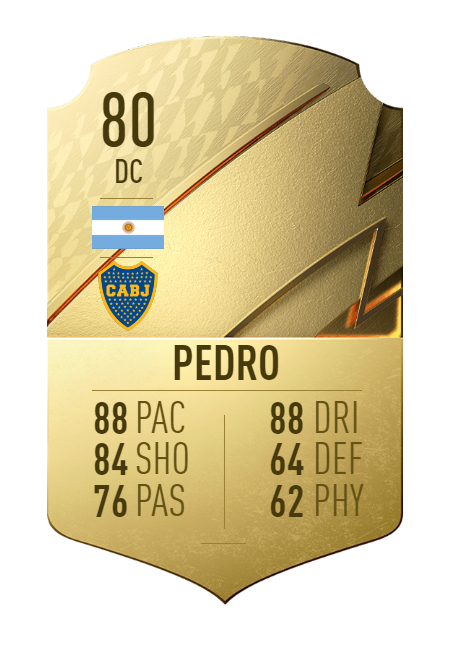 80
DC
CABJ
PEDRO
88 PAC
84 SHO
76 PAS
88 DRI
64 DEF
62 PHY